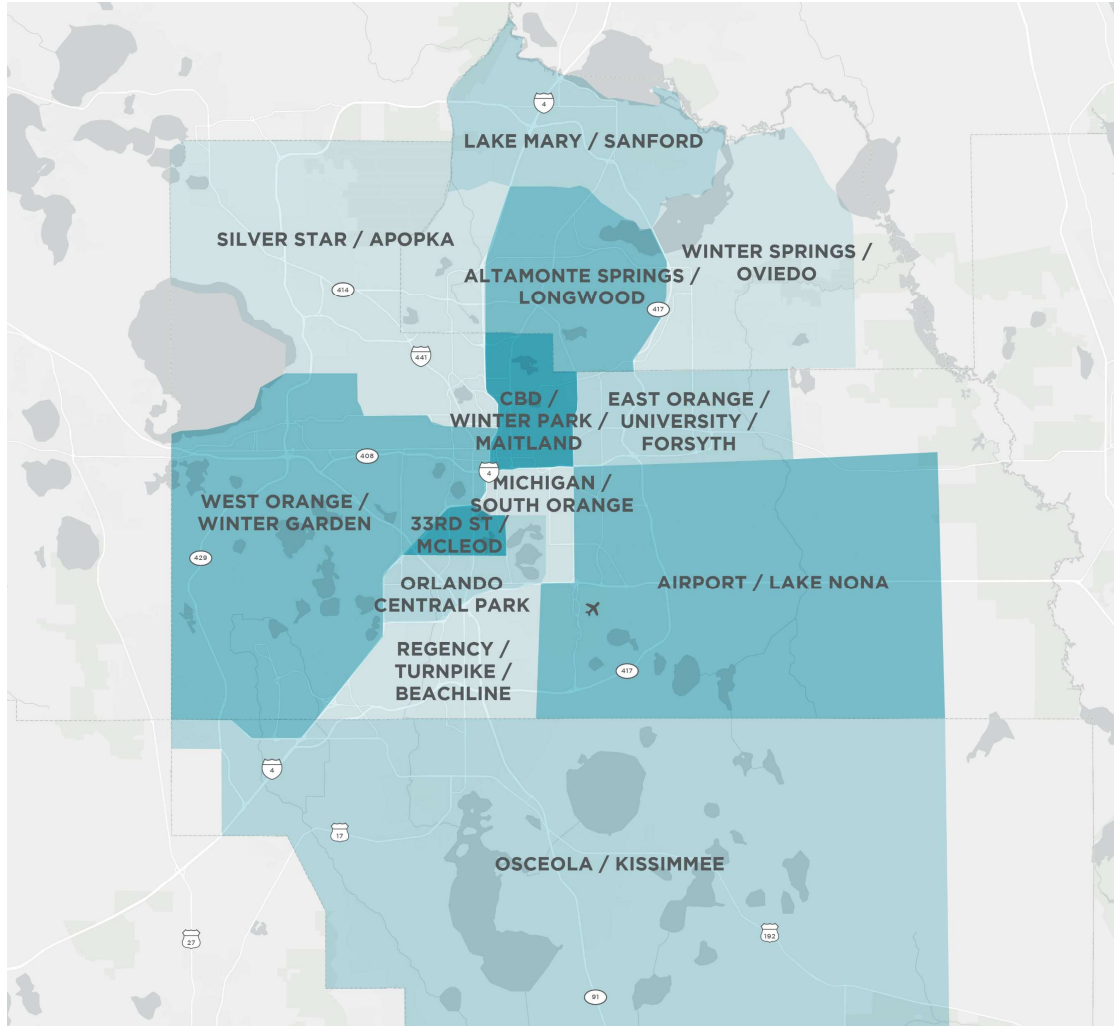 4
LAKE MARY / SANFORD
SILVER STAR / APOPKA
WINTER SPRINGS /
OVIEDO
ALTAMONTE SPRINGS /
LONGWOOD
414
417
441
CBD /
WINTER PARK /
MAITLAND
EAST ORANGE /
UNIVERSITY /
FORSYTH
408
4
MICHIGAN /
SOUTH ORANGE
WEST ORANGE /
WINTER GARDEN
33RD ST /
MCLEOD
429
ORLANDO
CENTRAL PARK
AIRPORT / LAKE NONA
REGENCY /
TURNPIKE /
BEACHLINE
417
4
17
OSCEOLA / KISSIMMEE
27
192
91